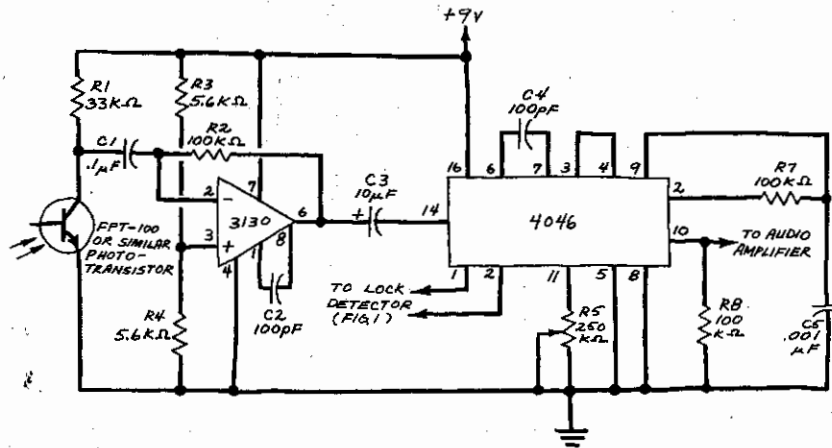 +9V
R1
33KΩ
R3
5.6KΩ
C1
.1µF
R2
100KΩ
2
-
7
3130
6
3
+
4
1
8
C2
100pF
FPT-100
OR SIMILAR
PHOTO-
TRANSISTOR
R4
5.6KΩ
C3
10µF
+
14
C4
100pF
16
6
7
3
4
9
4046
2
10
1
2
11
5
8
R7
100KΩ
TO AUDIO
AMPLIFIER
TO LOCK
DETECTOR
(FIG.1)
R5
250
KΩ
R8
100
KΩ
C5
.001
µF